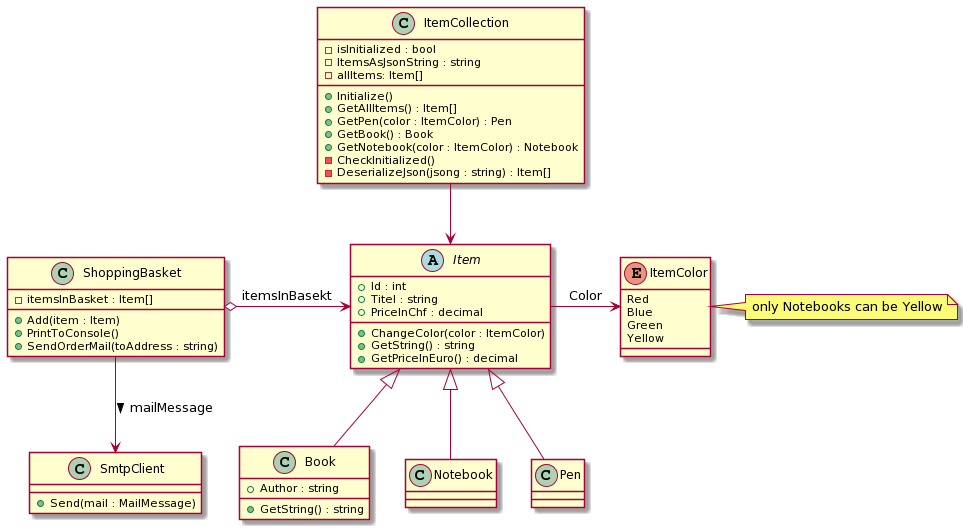 C ItemCollection
isInitialized : bool
ItemsAsJsonString : string
allItems: Item[]
Initialize()
GetAllItems() : Item[]
GetPen(color : ItemColor) : Pen
GetBook() : Book
GetNotebook(color : ItemColor) : Notebook
CheckInitialized()
DeserializeJson(jsong : string) : Item[]
C ShoppingBasket
itemsInBasket : Item[]
Add(item : Item)
PrintToConsole()
SendOrderMail(toAddress : string)
itemsInBasekt
A Item
Id : int
Titel : string
PriceInChf : decimal
ChangeColor(color : ItemColor)
GetString() : string
GetPriceInEuro() : decimal
Color
E ItemColor
Red
Blue
Green
Yellow
only Notebooks can be Yellow
mailMessage
C SmtpClient
Send(mail : MailMessage)
C Book
Author : string
GetString() : string
C Notebook
C Pen